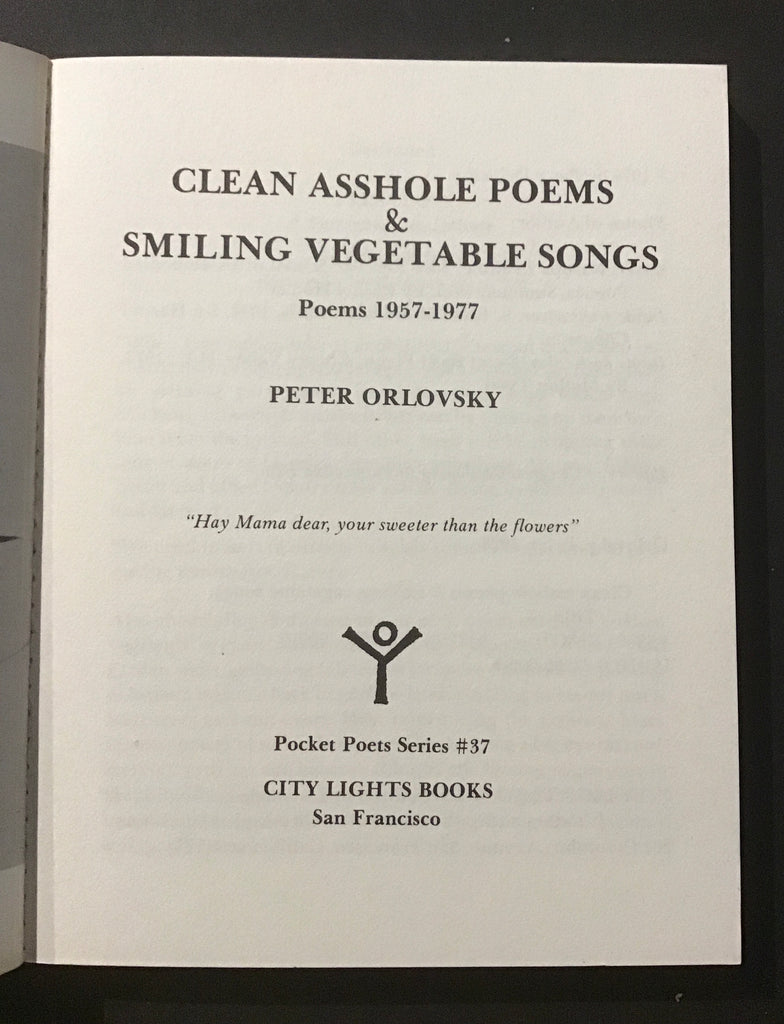 CLEAN ASSHOLE POEMS
&
SMILING VEGETABLE SONGS
Poems 1957-1977
PETER ORLOVSKY
“Hay Mama dear, your sweeter than the flowers”
Pocket Poets Series #37
CITY LIGHTS BOOKS
San Francisco